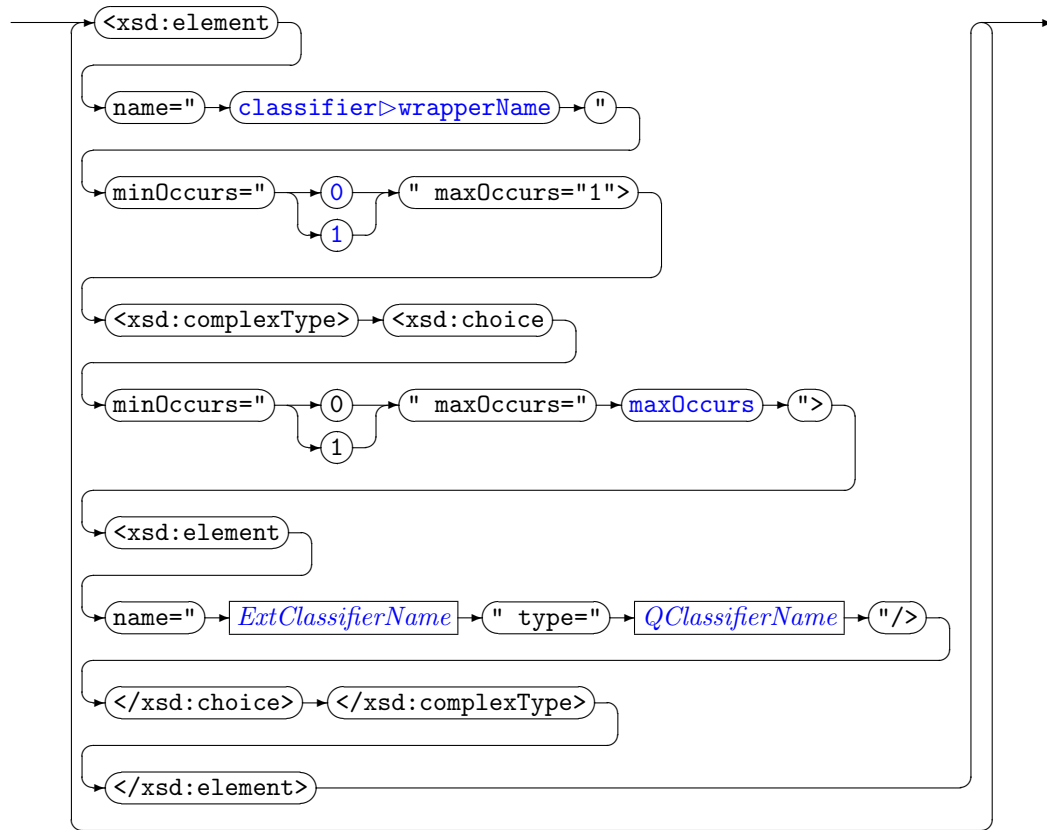 <xsd:element
name=" classifier▷wrapperName "
minOccurs=" 0 " maxOccurs="1">
1
<xsd:complexType> <xsd:choice
minOccurs=" 0 " maxOccurs=" maxOccurs ">
1
<xsd:element
name=" ExtClassifierName " type=" QClassifierName "/>
</xsd:choice> </xsd:complexType>
</xsd:element>